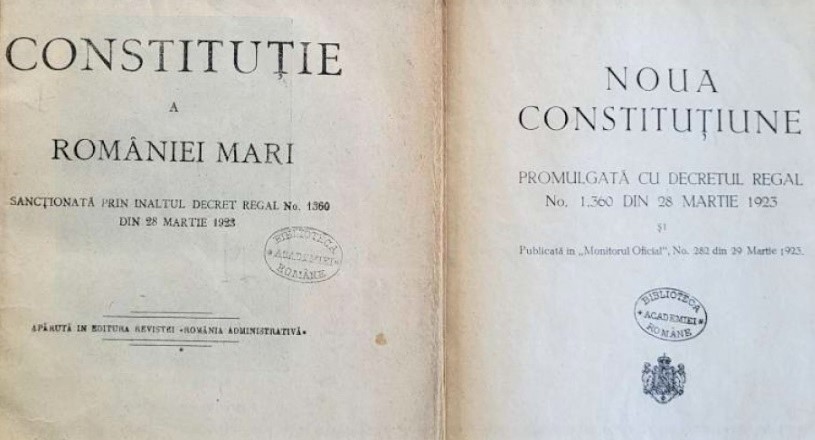 CONSTITUȚIE
A
ROMÂNIEI MARI
SANCȚIONATĂ PRIN INALTUL DECRET REGAL No. 1360
DIN 28 MARTIE 1923
BIBLIOTECA
* ACADEMIEI *
ROMÂNE
APĂRUTĂ IN EDITURA REVISTEI «ROMÂNIA ADMINISTRATIVĂ»
NOUA
CONSTITUȚIUNE
PROMULGATĂ CU DECRETUL REGAL
No. 1.360 DIN 28 MARTIE 1923
ȘI
Publicată in „Monitorul Oficial", No. 282 din 29 Martie 1923.
BIBLIOTECA
* ACADEMIEI *
ROMÂNE